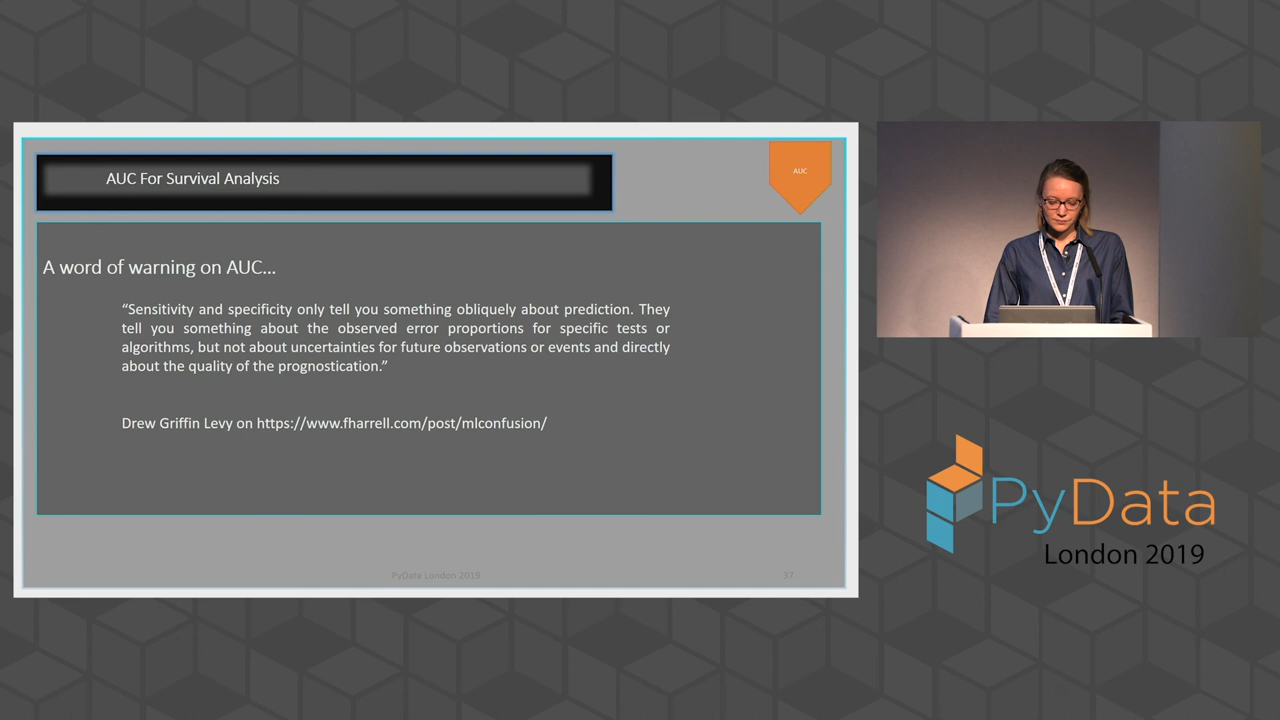 AUC For Survival Analysis
AUC
A word of warning on AUC...
“Sensitivity and specificity only tell you something obliquely about prediction. They
tell you something about the observed error proportions for specific tests or
algorithms, but not about uncertainties for future observations or events and directly
about the quality of the prognostication.”
Drew Griffin Levy on https://www.fharrell.com/post/mlconfusion/
PyData London 2019
37
PyData
London 2019